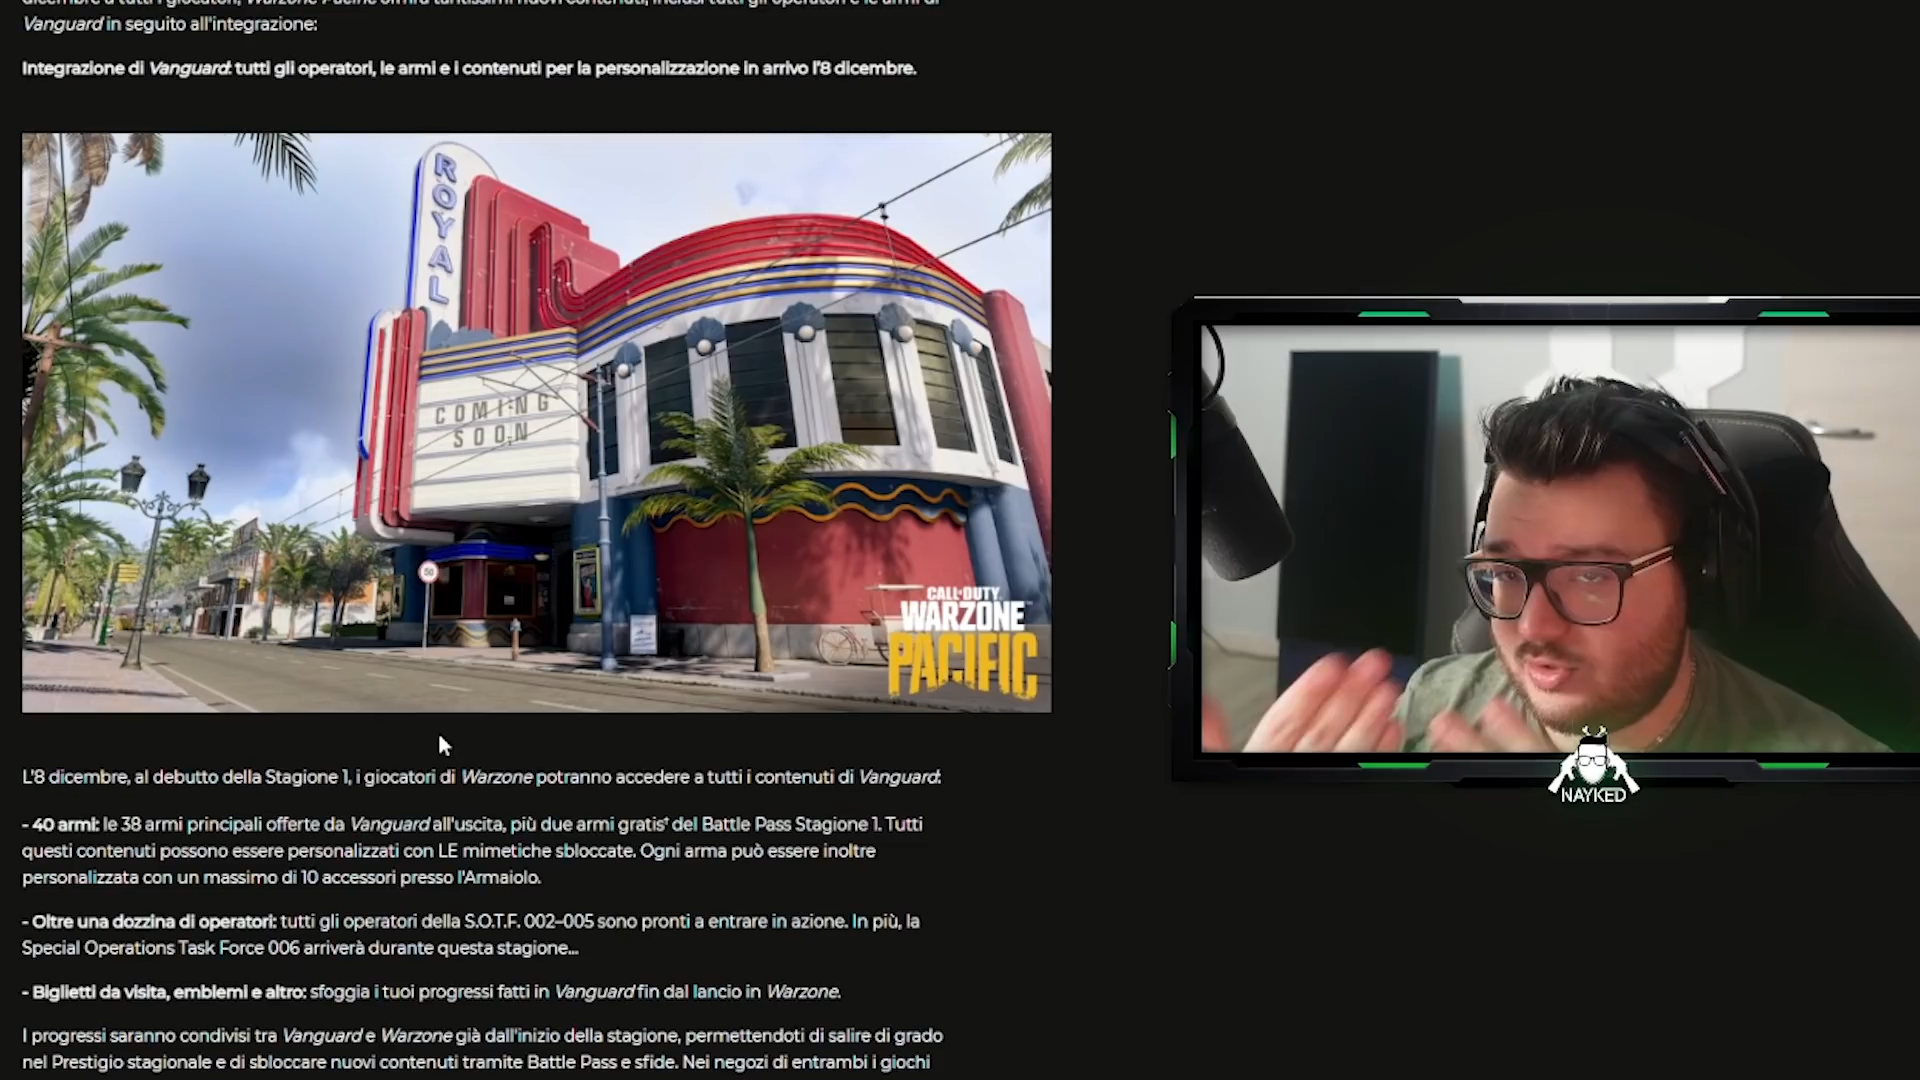 Vanguard in seguito all'integrazione:
Integrazione di Vanguard: tutti gli operatori, le armi e i contenuti per la personalizzazione in arrivo l'8 dicembre.
ROYAL
COMING
SOON
50
CALL·DUTY
WARZONE
PACIFIC
NAYKED
L'8 dicembre, al debutto della Stagione 1, i giocatori di Warzone potranno accedere a tutti i contenuti di Vanguard:
- 40 armi: le 38 armi principali offerte da Vanguard all'uscita, più due armi gratis† del Battle Pass Stagione 1. Tutti
questi contenuti possono essere personalizzati con LE mimetiche sbloccate. Ogni arma può essere inoltre
personalizzata con un massimo di 10 accessori presso l'Armaiolo.
- Oltre una dozzina di operatori: tutti gli operatori della S.O.T.F. 002–005 sono pronti a entrare in azione. In più, la
Special Operations Task Force 006 arriverà durante questa stagione...
- Biglietti da visita, emblemi e altro: sfoggia i tuoi progressi fatti in Vanguard fin dal lancio in Warzone.
I progressi saranno condivisi tra Vanguard e Warzone già dall'inizio della stagione, permettendoti di salire di grado
nel Prestigio stagionale e di sbloccare nuovi contenuti tramite Battle Pass e sfide. Nei negozi di entrambi i giochi